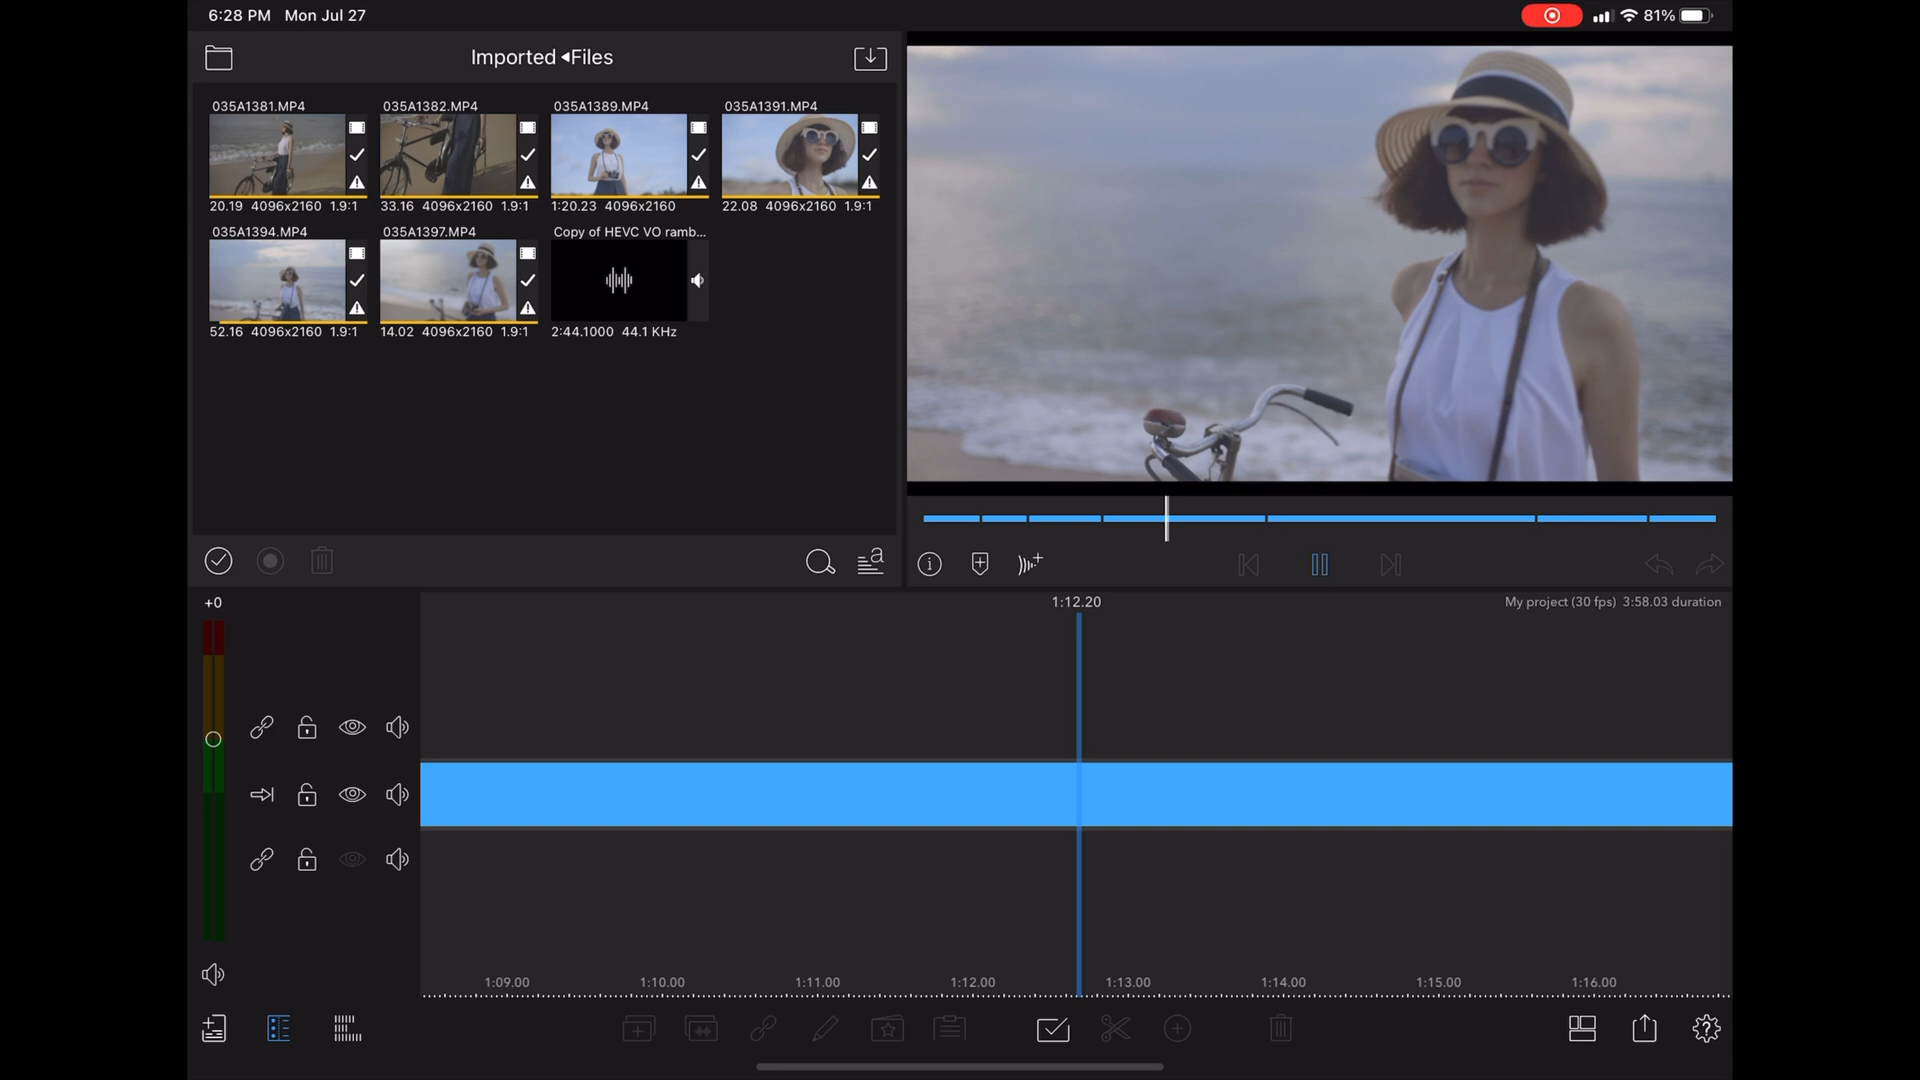 6:28 PM Mon Jul 27
81%
Imported ◂Files
035A1381.MP4
035A1382.MP4
035A1389.MP4
035A1391.MP4
20.19 4096x2160 1.9:1
33.16 4096x2160 1.9:1
1:20.23 4096x2160
22.08 4096x2160 1.9:1
035A1394.MP4
035A1397.MP4
Copy of HEVC VO ramb...
52.16 4096x2160 1.9:1
14.02 4096x2160 1.9:1
2:44.1000 44.1 KHz
+0
1:12.20
My project (30 fps) 3:58.03 duration
1:09.00
1:10.00
1:11.00
1:12.00
1:13.00
1:14.00
1:15.00
1:16.00